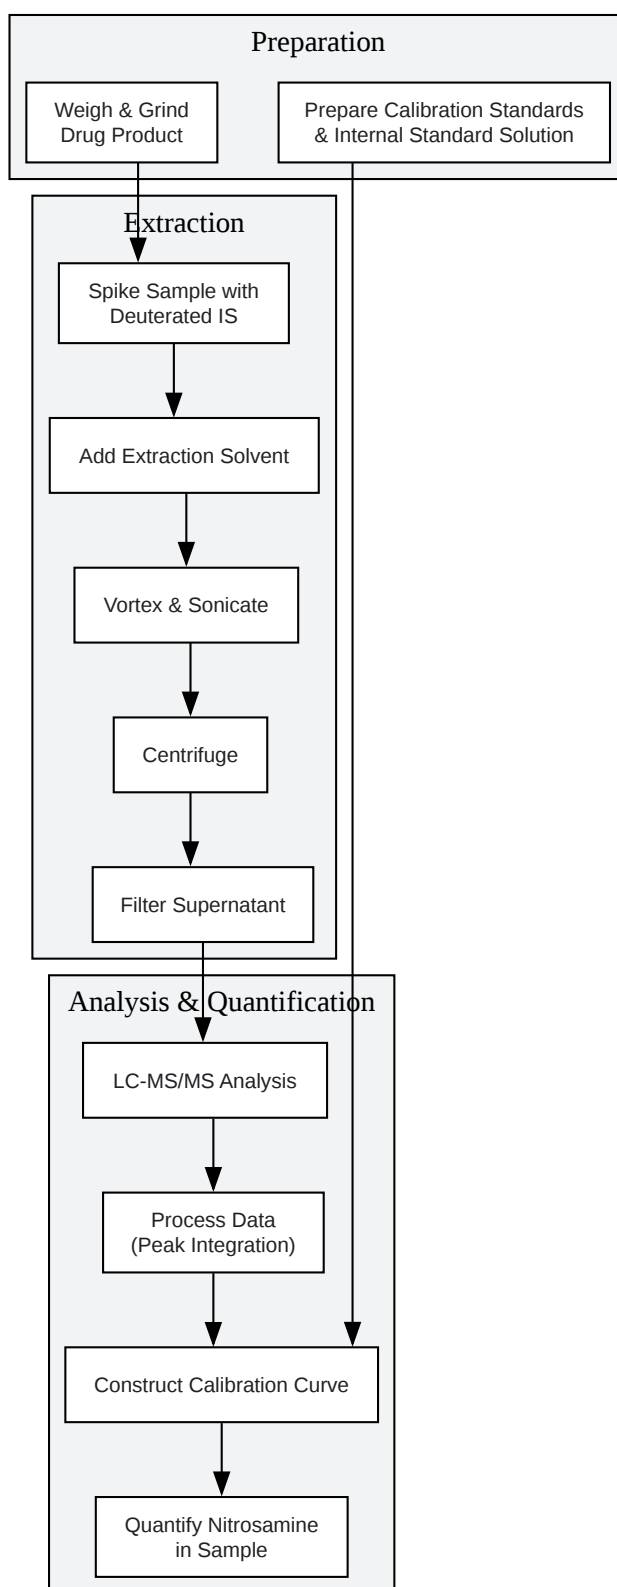 Preparation
Weigh & Grind
Drug Product
Prepare Calibration Standards
& Internal Standard Solution
Extraction
Spike Sample with
Deuterated IS
Add Extraction Solvent
Vortex & Sonicate
Centrifuge
Filter Supernatant
Analysis & Quantification
LC-MS/MS Analysis
Process Data
(Peak Integration)
Construct Calibration Curve
Quantify Nitrosamine
in Sample